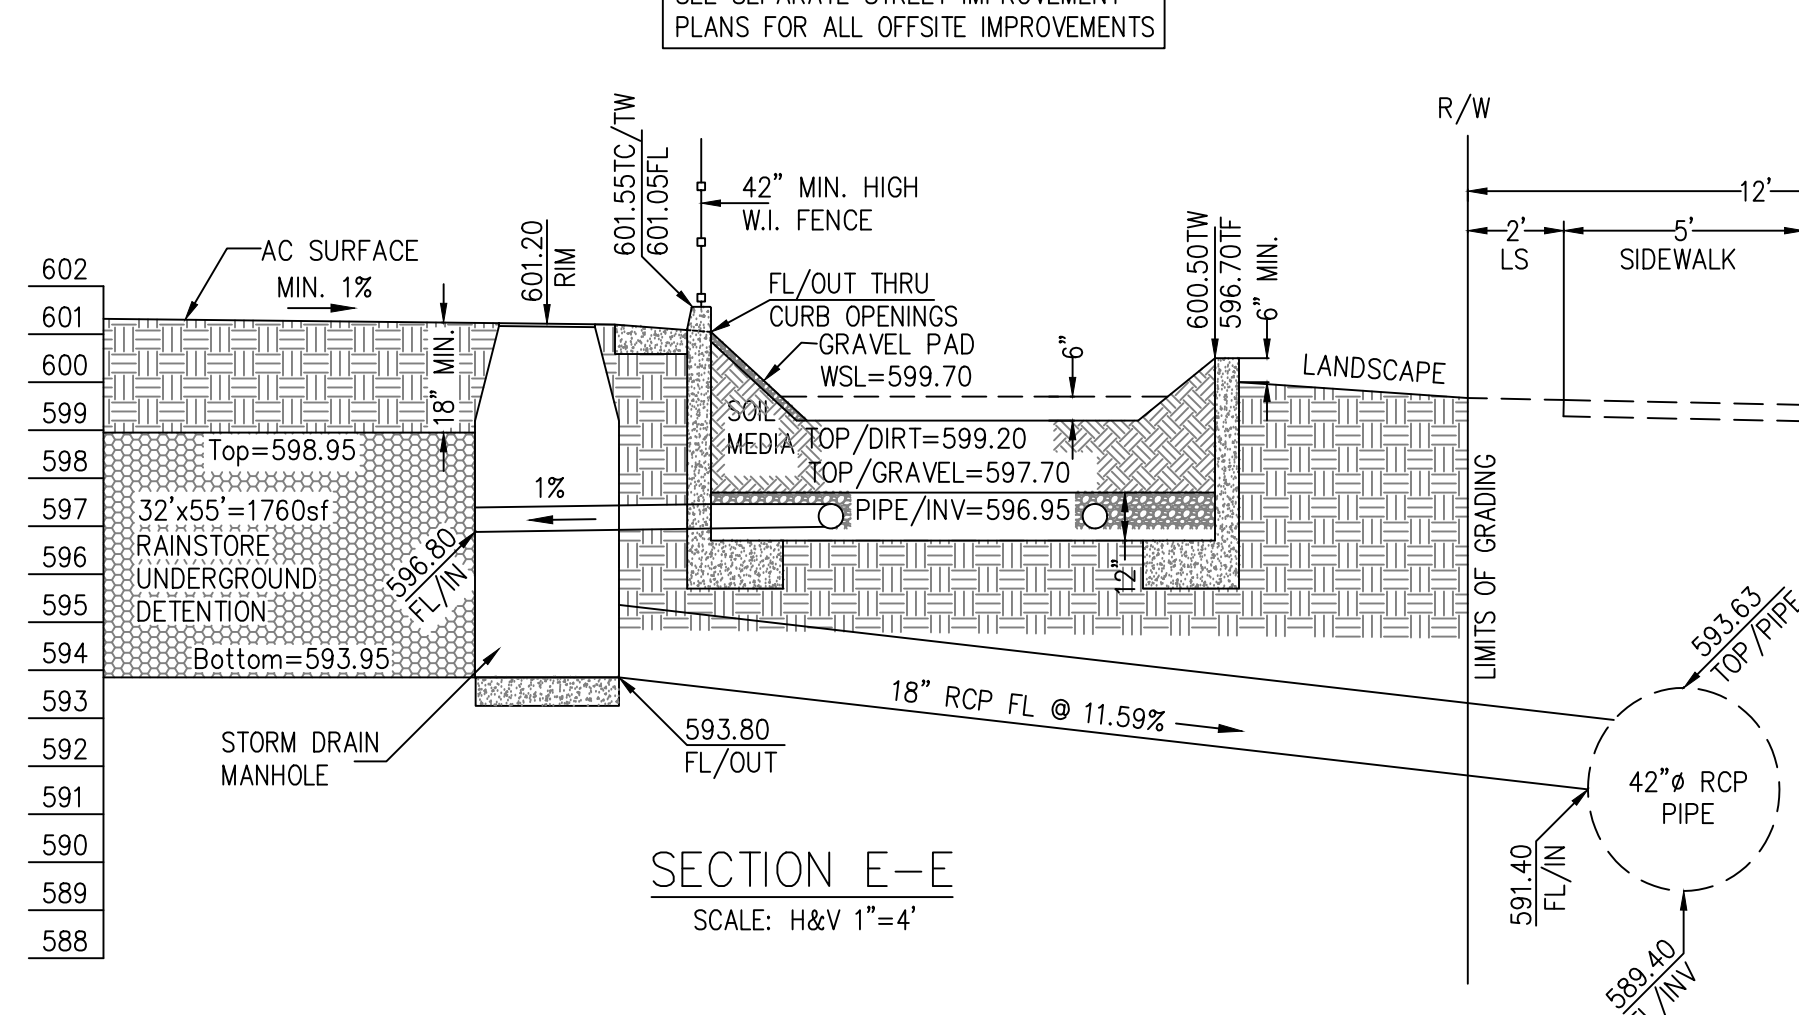 SEE SEPARATE STREET IMPROVEMENT
PLANS FOR ALL OFFSITE IMPROVEMENTS
R/W
12'
2'
LS
5'
SIDEWALK
601.55TC/TW
601.05FL
42" MIN. HIGH
W.I. FENCE
601.20
RIM
AC SURFACE
MIN. 1%
FL/OUT THRU
CURB OPENINGS
GRAVEL PAD
WSL=599.70
6"
600.50TW
596.70TF
6" MIN.
LANDSCAPE
602
601
600
599
598
597
596
595
594
593
592
591
590
589
588
18" MIN.
Top=598.95
32'x55'=1760sf
RAINSTORE
UNDERGROUND
DETENTION
Bottom=593.95
1%
596.80
FL/IN
SOIL
MEDIA
TOP/DIRT=599.20
TOP/GRAVEL=597.70
PIPE/INV=596.95
12"
LIMITS OF GRADING
593.63
TOP/PIPE
18" RCP FL @ 11.59%
STORM DRAIN
MANHOLE
593.80
FL/OUT
42"ø RCP
PIPE
591.40
FL/IN
589.40
FL/INV
SECTION E-E
SCALE: H&V 1"=4'